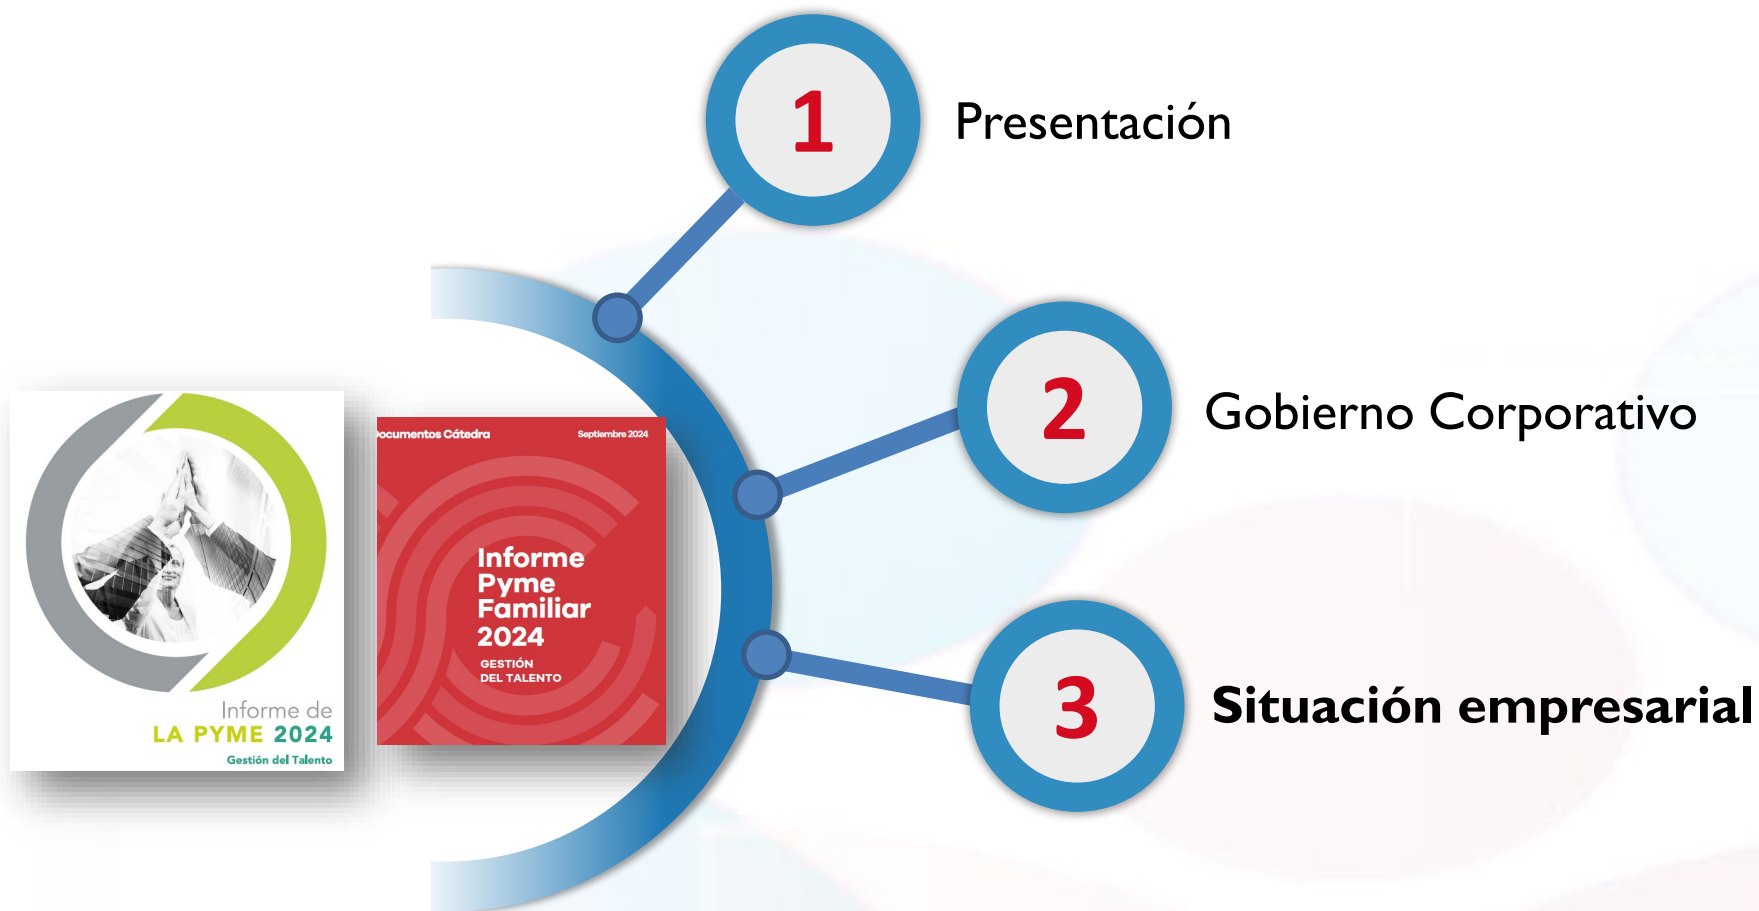 1
Presentación
2
Gobierno Corporativo
3
Situación empresarial
Informe de
LA PYME 2024
Gestión del Talento
Documentos Cátedra
Septiembre 2024
Informe
Pyme
Familiar
2024
GESTIÓN
DEL TALENTO